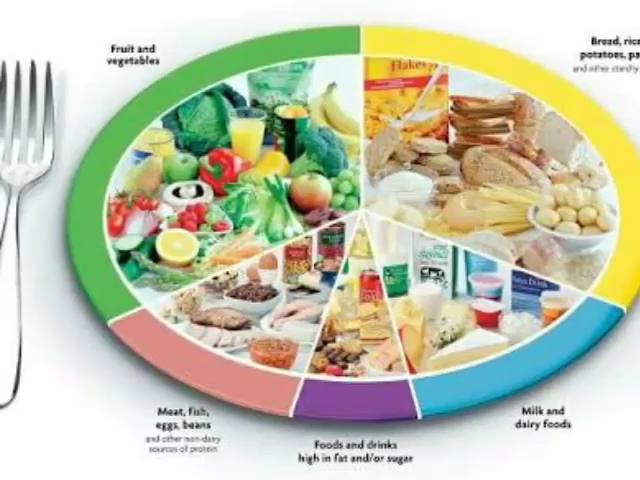 Fruit and
vegetables
Bread, rice
potatoes, pa
and other starchy
Flakes
Meat, fish,
eggs, beans
and other non-dairy
sources of protein
Foods and drinks
high in fat and/or sugar
Milk and
dairy foods